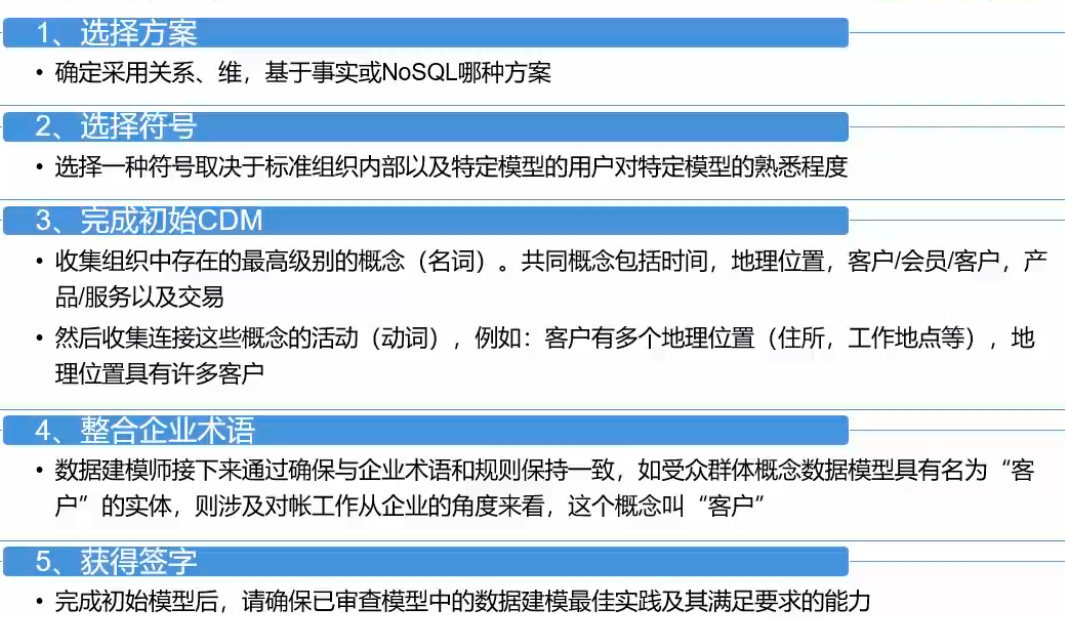 1、选择方案
• 确定采用关系、维，基于事实或NoSQL哪种方案
2、选择符号
• 选择一种符号取决于标准组织内部以及特定模型的用户对特定模型的熟悉程度
3、完成初始CDM
• 收集组织中存在的最高级别的概念（名词）。共同概念包括时间，地理位置，客户/会员/客户，产
品/服务以及交易
• 然后收集连接这些概念的活动（动词），例如：客户有多个地理位置（住所，工作地点等），地
理位置具有许多客户
4、整合企业术语
• 数据建模师接下来通过确保与企业术语和规则保持一致，如受众群体概念数据模型具有名为“客
户”的实体，则涉及对帐工作从企业的角度来看，这个概念叫“客户”
5、获得签字
• 完成初始模型后，请确保已审查模型中的数据建模最佳实践及其满足要求的能力